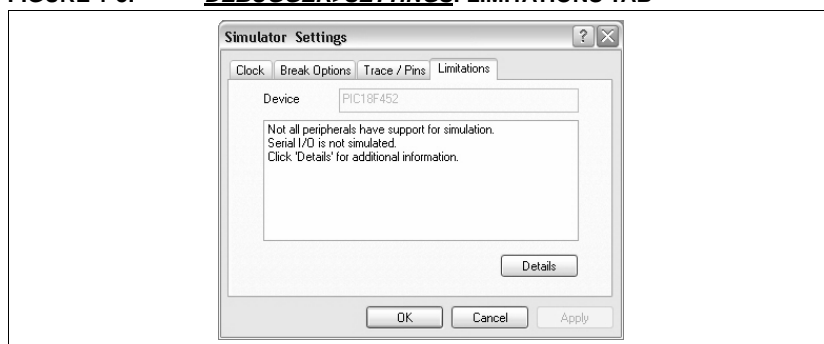 Simulator Settings
Clock Break Options Trace / Pins Limitations
Device PIC18F452
Not all peripherals have support for simulation.
Serial I/O is not simulated.
Click 'Details' for additional information.
Details
OK Cancel Apply